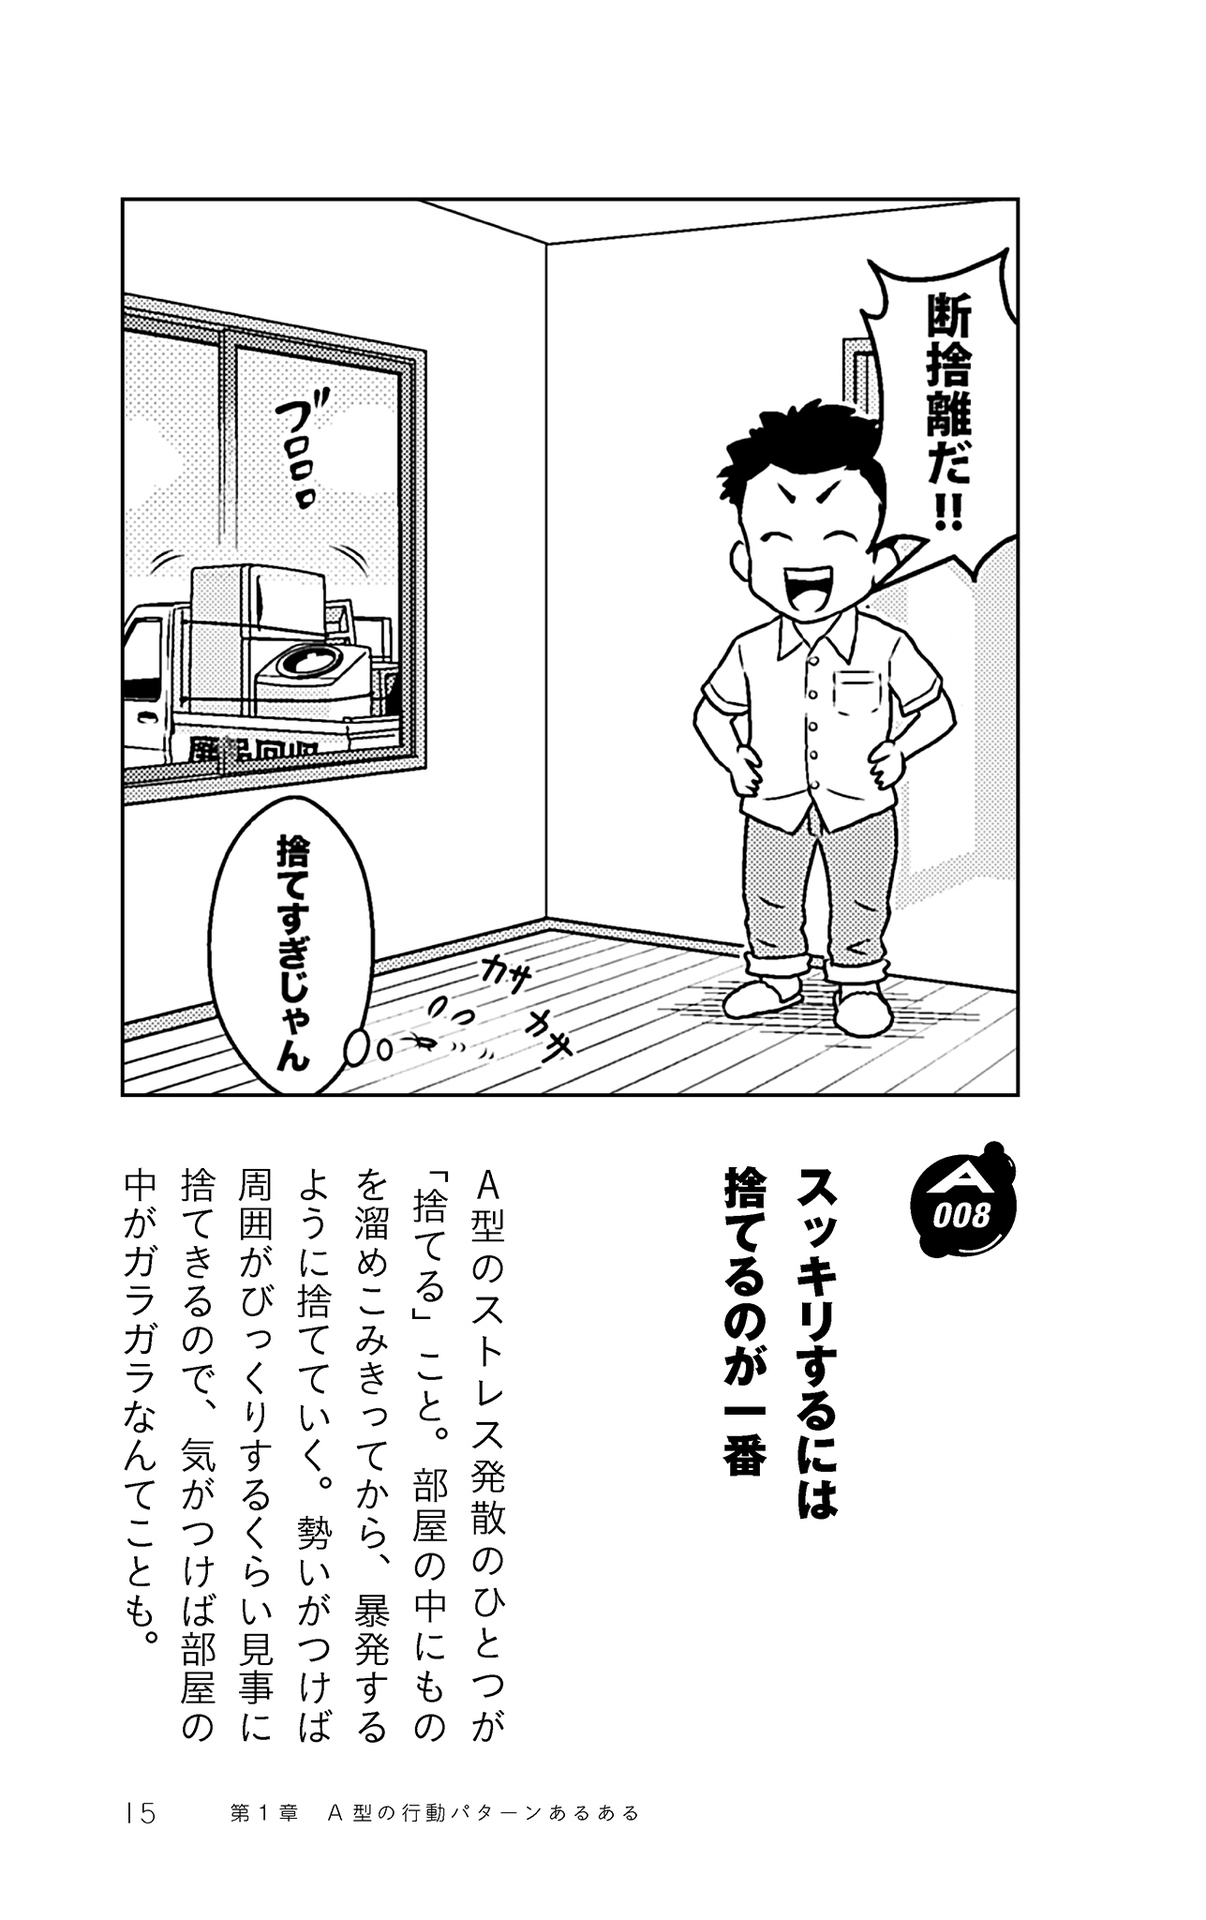 断捨離だ!!
ブロロロ
廃品回収
捨てすぎじゃん
カサ
カサ
A
008
スッキリするには
捨てるのが一番
A型のストレス発散のひとつが
「捨てる」こと。部屋の中にもの
を溜めこみきってから、暴発する
ように捨てていく。勢いがつけば
周囲がびっくりするくらい見事に
捨てきるので、気がつけば部屋の
中がガラガラなんてことも。
15
第1章　A型の行動パターンあるある